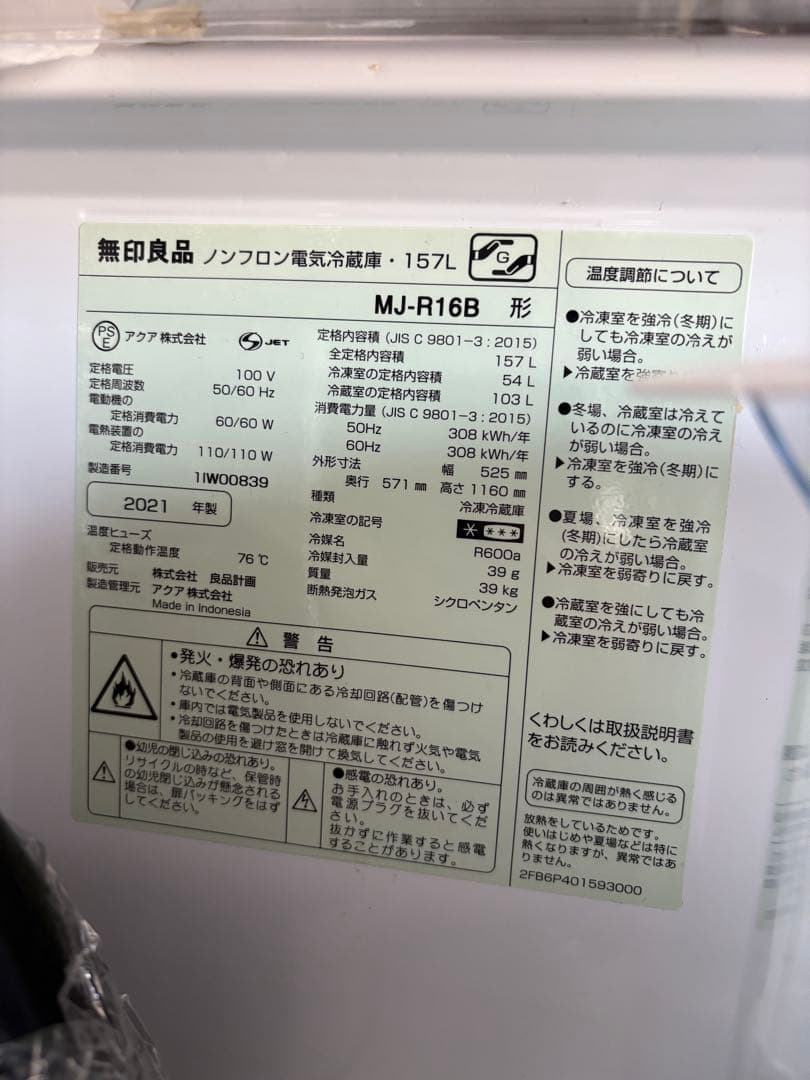 無印良品 ノンフロン電気冷蔵庫・157L
G
MJ-R16B 形
PS
E
アクア 株式会社
S JET
定格電圧 100 V
定格周波数 50/60 Hz
電動機の
定格消費電力 60/60 W
電熱装置の
定格消費電力 110/110 W
製造番号 1IW00839
2021 年製
温度ヒューズ
定格動作温度 76 ℃
販売元 株式会社 良品計画
製造管理元 アクア 株式会社
Made in Indonesia
定格内容積 (JIS C 9801-3 : 2015)
全定格内容積 157 L
冷凍室の定格内容積 54 L
冷蔵室の定格内容積 103 L
消費電力量 (JIS C 9801-3 : 2015)
50Hz 308 kWh/年
60Hz 308 kWh/年
外形寸法 幅 525 mm
奥行 571 mm 高さ 1160 mm
種類 冷凍冷蔵庫
冷凍室の記号
冷媒名 R600a
冷媒封入量 39 g
質量 39 kg
断熱発泡ガス シクロペンタン
警告
•発火・爆発の恐れあり
•冷蔵庫の背面や側面にある冷却回路(配管)を傷つけ
ないでください。
•庫内では電気製品を使用しないでください。
•冷却回路を傷つけたときは冷蔵庫に触れず火気や電気
製品の使用を避け窓を開けて換気してください。
●幼児の閉じ込みの恐れあり。
リサイクルの時など、保管時
の幼児閉じ込みが懸念される
場合は、扉パッキングをはず
してください。
●感電の恐れあり。
お手入れのときは、必ず
電源プラグを抜いてくだ
さい。
抜かずに作業すると感電
することがあります。
温度調節について
●冷凍室を強冷(冬期)に
しても冷凍室の冷えが
弱い場合。
▶冷蔵室を強
●冬場、冷蔵室は冷えて
いるのに冷凍室の冷え
が弱い場合。
▶冷凍室を強冷(冬期)に
する。
●夏場、冷凍室を強冷
(冬期)にしたら冷蔵室
の冷えが弱い場合。
▶冷凍室を弱寄りに戻す。
●冷蔵室を強にしても冷
蔵室の冷えが弱い場合。
▶冷凍室を弱寄りに戻す。
くわしくは取扱説明書
をお読みください。
冷蔵庫の周囲が熱く感じる
のは異常ではありません。
放熱をしているためです。
使いはじめや夏場などは特に
熱くなりますが、異常ではあ
りません。
2FB6P401593000